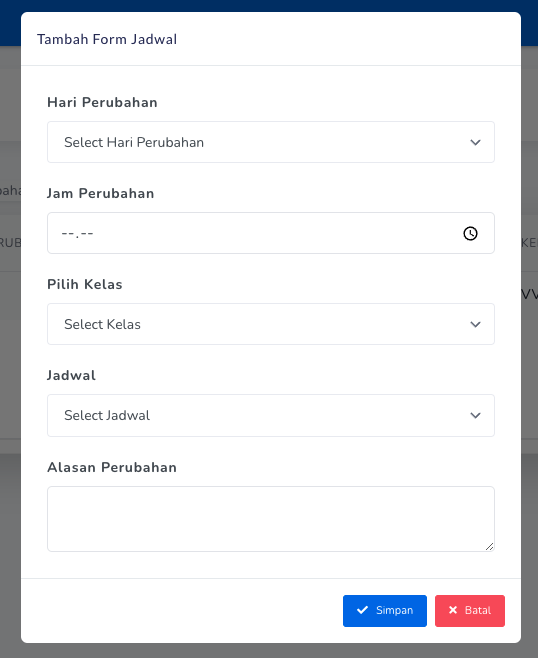 Tambah Form Jadwal
Hari Perubahan
Select Hari Perubahan
Jam Perubahan
--.--
Pilih Kelas
Select Kelas
Jadwal
Select Jadwal
Alasan Perubahan
Simpan
Batal